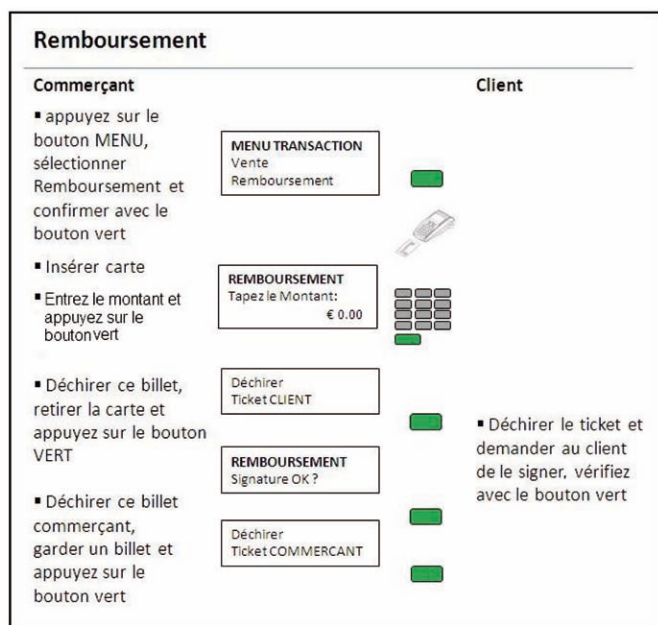 Remboursement
Commerçant
Client
▪ appuyez sur le
bouton MENU,
sélectionner
Remboursement et
confirmer avec le
bouton vert
MENU TRANSACTION
Vente
Remboursement
▪ Insérer carte
▪ Entrez le montant et
appuyez sur le
bouton vert
REMBOURSEMENT
Tapez le Montant:
€ 0.00
▪ Déchirer ce billet,
retirer la carte et
appuyez sur le bouton
VERT
Déchirer
Ticket CLIENT
▪ Déchirer le ticket et
demander au client
de le signer, vérifiez
avec le bouton vert
REMBOURSEMENT
Signature OK ?
▪ Déchirer ce billet
commerçant,
garder un billet et
appuyez sur le
bouton vert
Déchirer
Ticket COMMERCANT